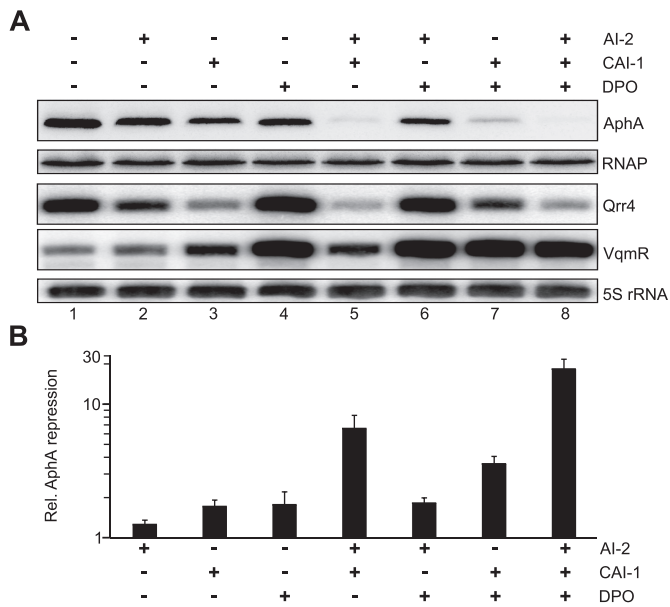 A
- + - - + + - + AI-2
- - + - + - + + CAI-1
- - - + - + + + DPO
AphA
RNAP
Qrr4
VqmR
5S rRNA
1 2 3 4 5 6 7 8
B
30
10
1
Rel. AphA repression
+ - - + + - + AI-2
- + - + - + + CAI-1
- - + - + + + DPO